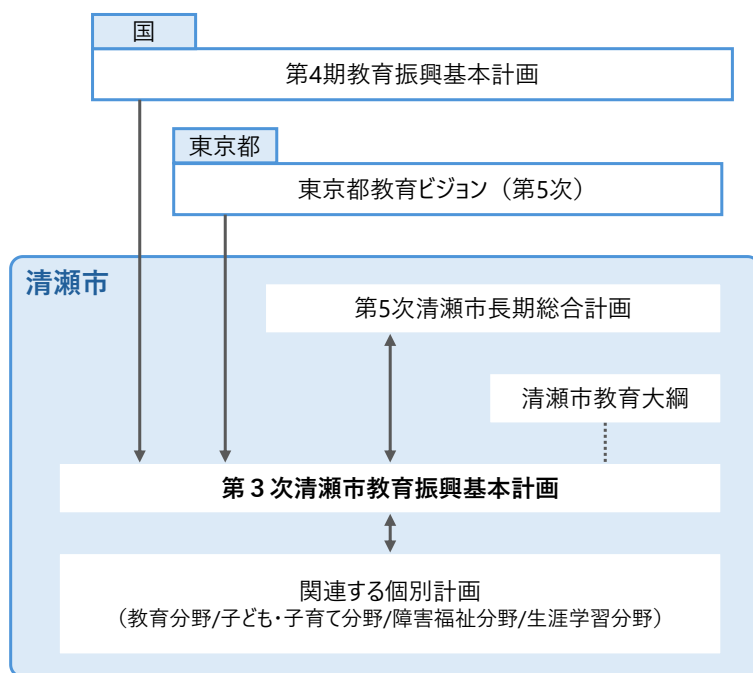 国
第4期教育振興基本計画
東京都
東京都教育ビジョン（第5次）
清瀬市
第5次清瀬市長期総合計画
清瀬市教育大綱
第３次清瀬市教育振興基本計画
関連する個別計画
（教育分野/子ども・子育て分野/障害福祉分野/生涯学習分野）